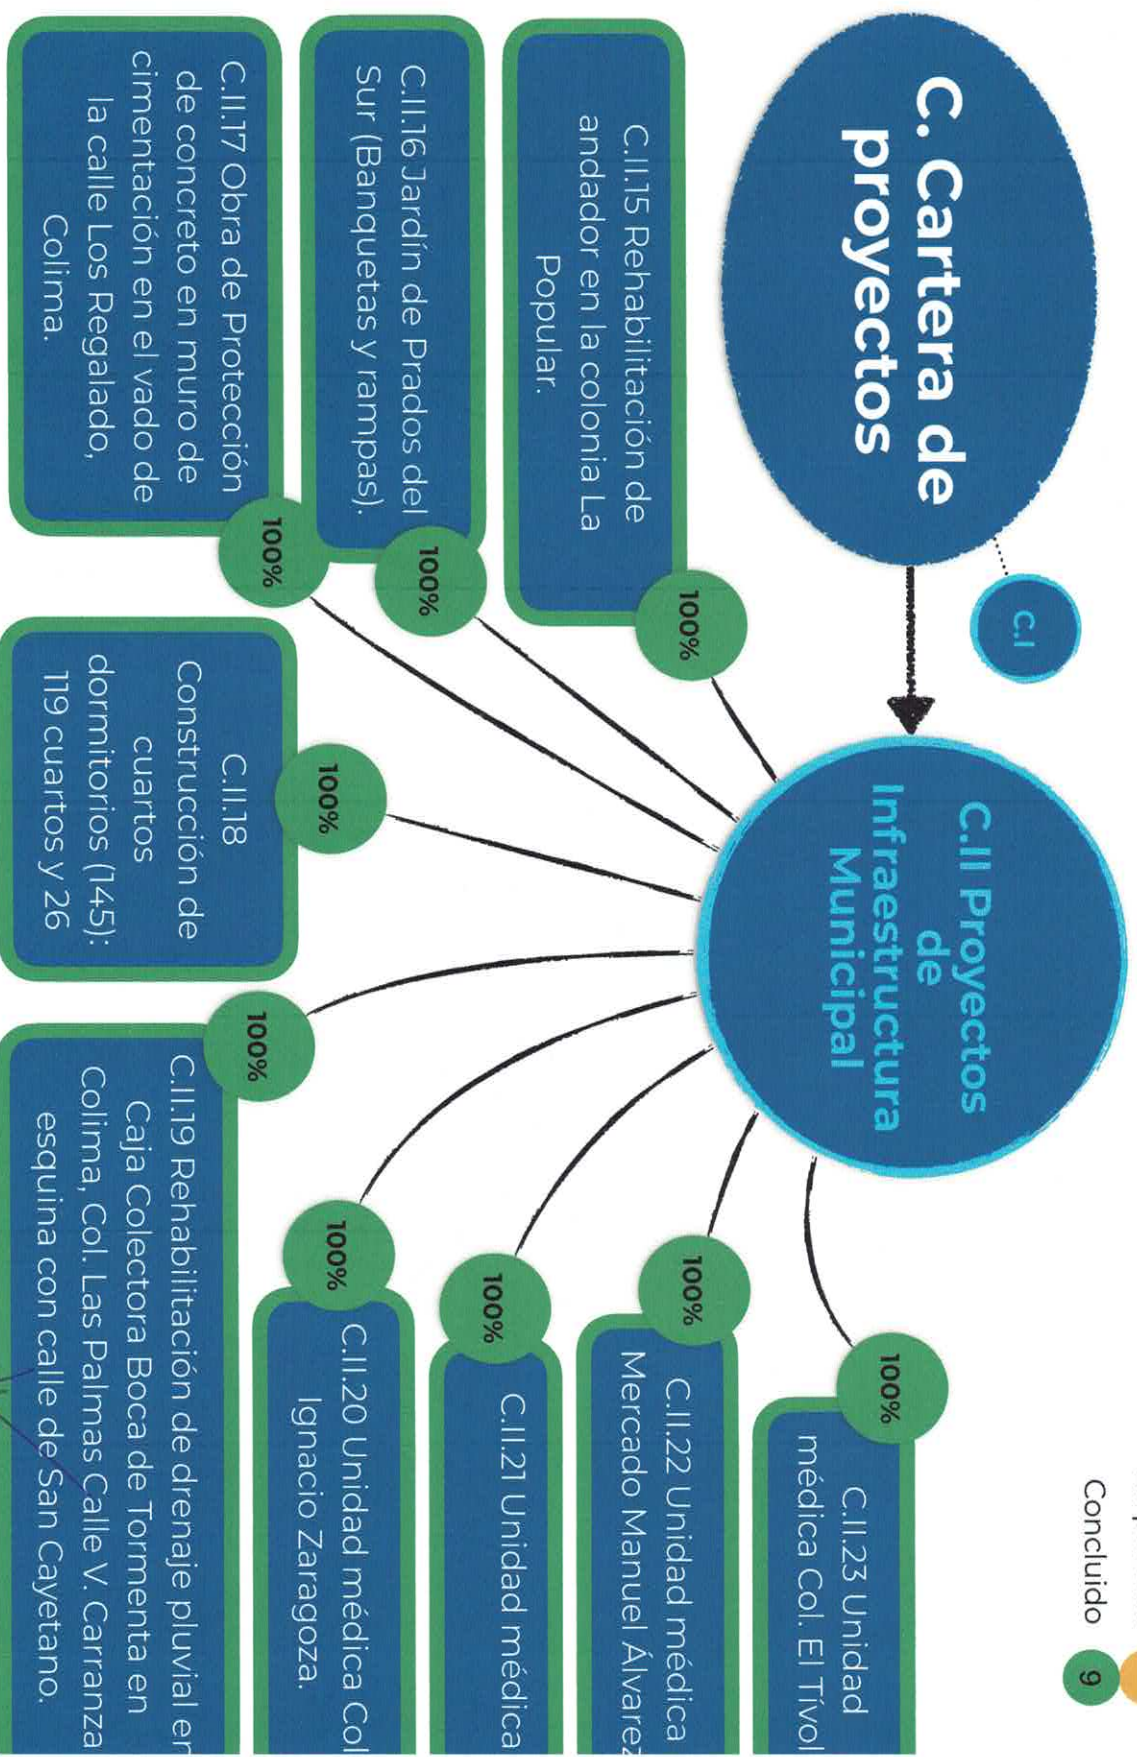 C. Cartera de
proyectos
C.I
C.II Proyectos
de
Infraestructura
Municipal
Concluido
9
100%
C.II.15 Rehabilitación de
andador en la colonia La
Popular.
100%
C.II.16 Jardín de Prados del
Sur (Banquetas y rampas).
100%
C.II.17 Obra de Protección
de concreto en muro de
cimentación en el vado de
la calle Los Regalado,
Colima.
100%
C.II.18
Construcción de
cuartos
dormitorios (145):
119 cuartos y 26
100%
C.II.19 Rehabilitación de drenaje pluvial en
Caja Colectora Boca de Tormenta en
Colima, Col. Las Palmas Calle V. Carranza
esquina con calle de San Cayetano.
100%
C.II.20 Unidad médica Col
Ignacio Zaragoza.
100%
C.II.21 Unidad médica
100%
C.II.22 Unidad médica
Mercado Manuel Álvarez
100%
C.II.23 Unidad
médica Col. El Tívol